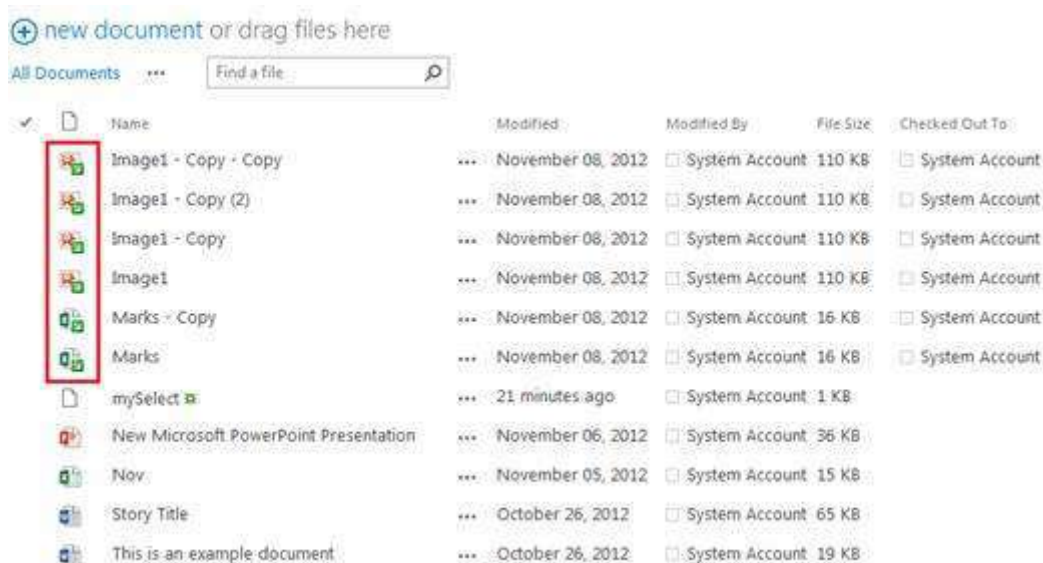 new document or drag files here
All Documents ••• Find a file
Name Modified Modified By File Size Checked Out To
Image1 - Copy - Copy ••• November 08, 2012 System Account 110 KB System Account
Image1 - Copy (2) ••• November 08, 2012 System Account 110 KB System Account
Image1 - Copy ••• November 08, 2012 System Account 110 KB System Account
Image1 ••• November 08, 2012 System Account 110 KB System Account
Marks - Copy ••• November 08, 2012 System Account 16 KB System Account
Marks ••• November 08, 2012 System Account 16 KB System Account
mySelect ••• 21 minutes ago System Account 1 KB
New Microsoft PowerPoint Presentation ••• November 06, 2012 System Account 36 KB
Nov ••• November 05, 2012 System Account 15 KB
Story Title ••• October 26, 2012 System Account 65 KB
This is an example document ••• October 26, 2012 System Account 19 KB